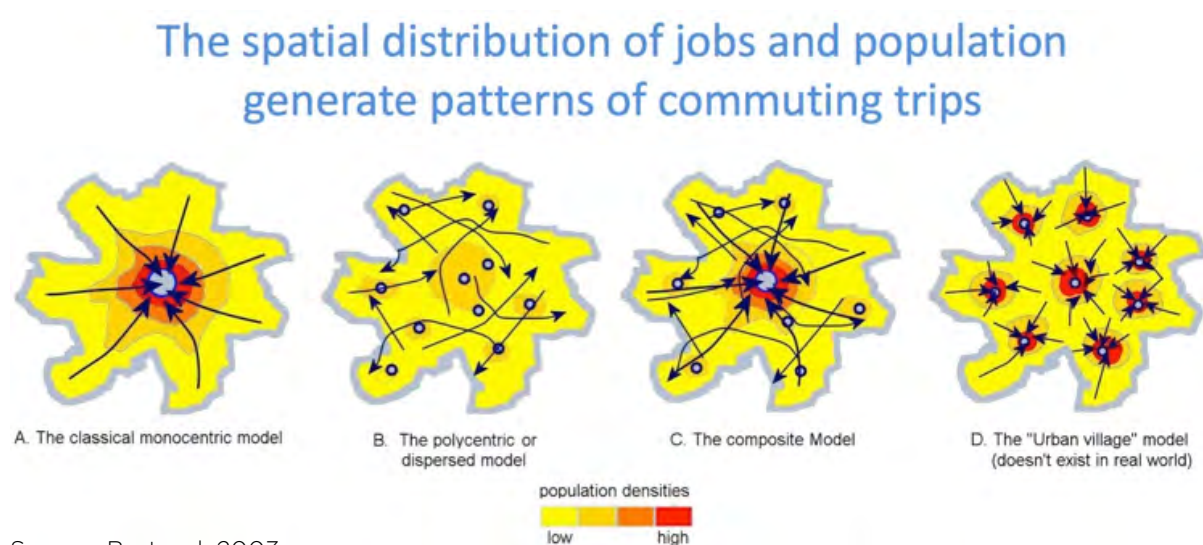 The spatial distribution of jobs and population
generate patterns of commuting trips
A. The classical monocentric model
B. The polycentric or
dispersed model
C. The composite Model
D. The "Urban village" model
(doesn't exist in real world)
population densities
low high